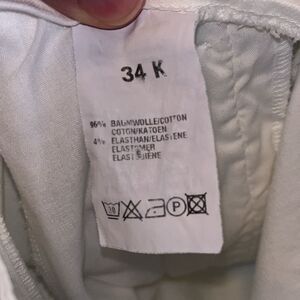 34 K
96% BAUMWOLLE/COTTON
COTON/KATOEN
4% ELASTHAN/ELASTENE
ELASTOMER
P